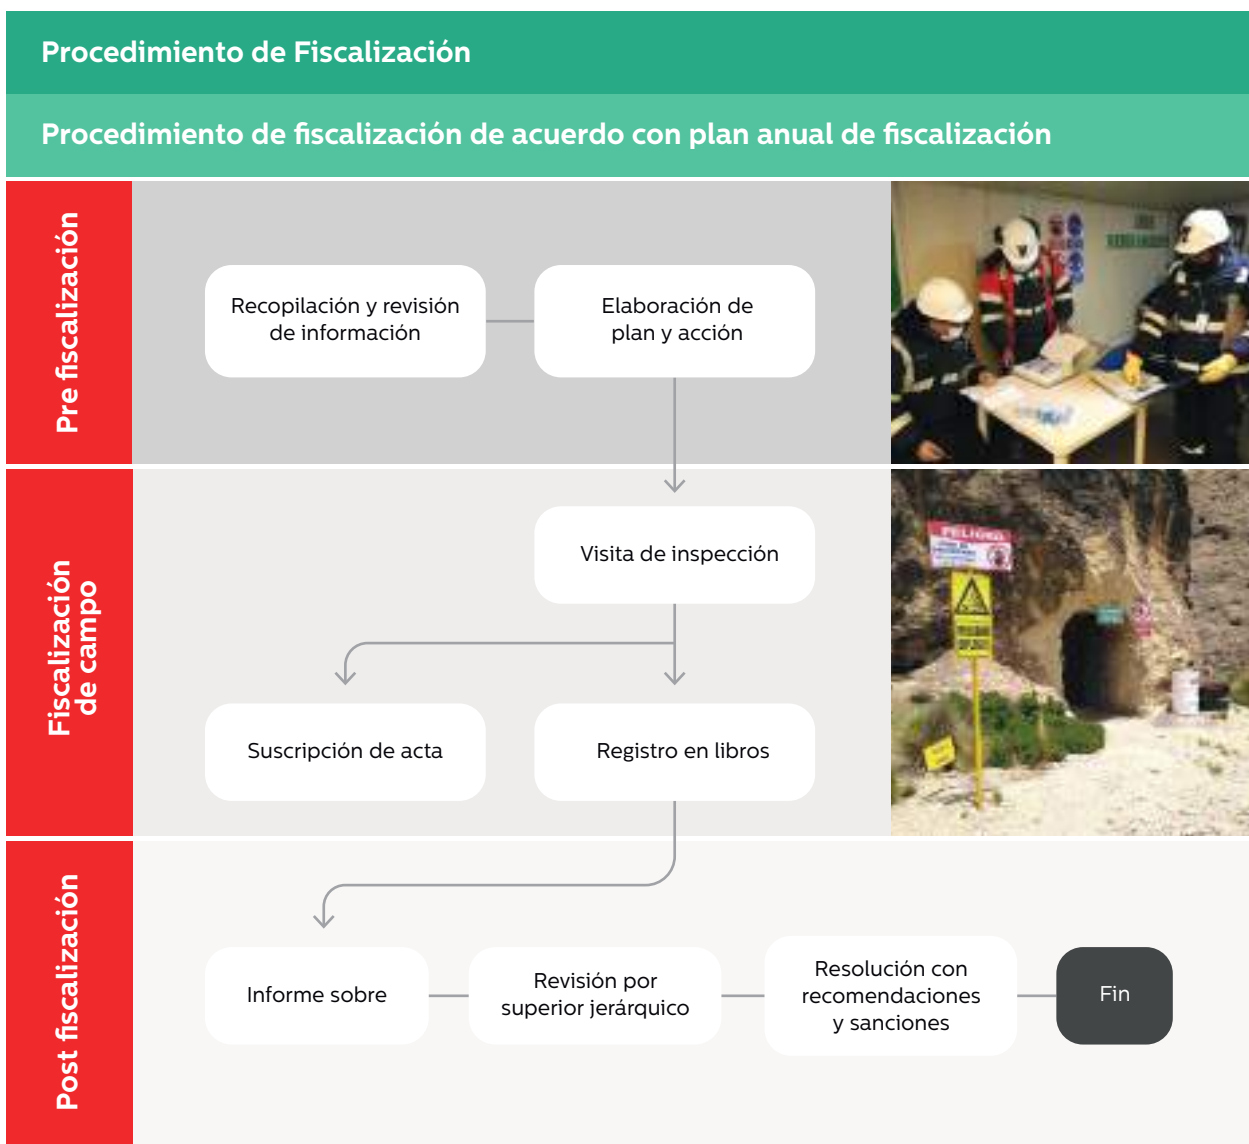 Procedimiento de Fiscalización
Procedimiento de fiscalización de acuerdo con plan anual de fiscalización
Pre fiscalización
Recopilación y revisión
de información
Elaboración de
plan y acción
Fiscalización
de campo
Visita de inspección
Suscripción de acta
Registro en libros
PELIGRO
Post fiscalización
Informe sobre
Revisión por
superior jerárquico
Resolución con
recomendaciones
y sanciones
Fin